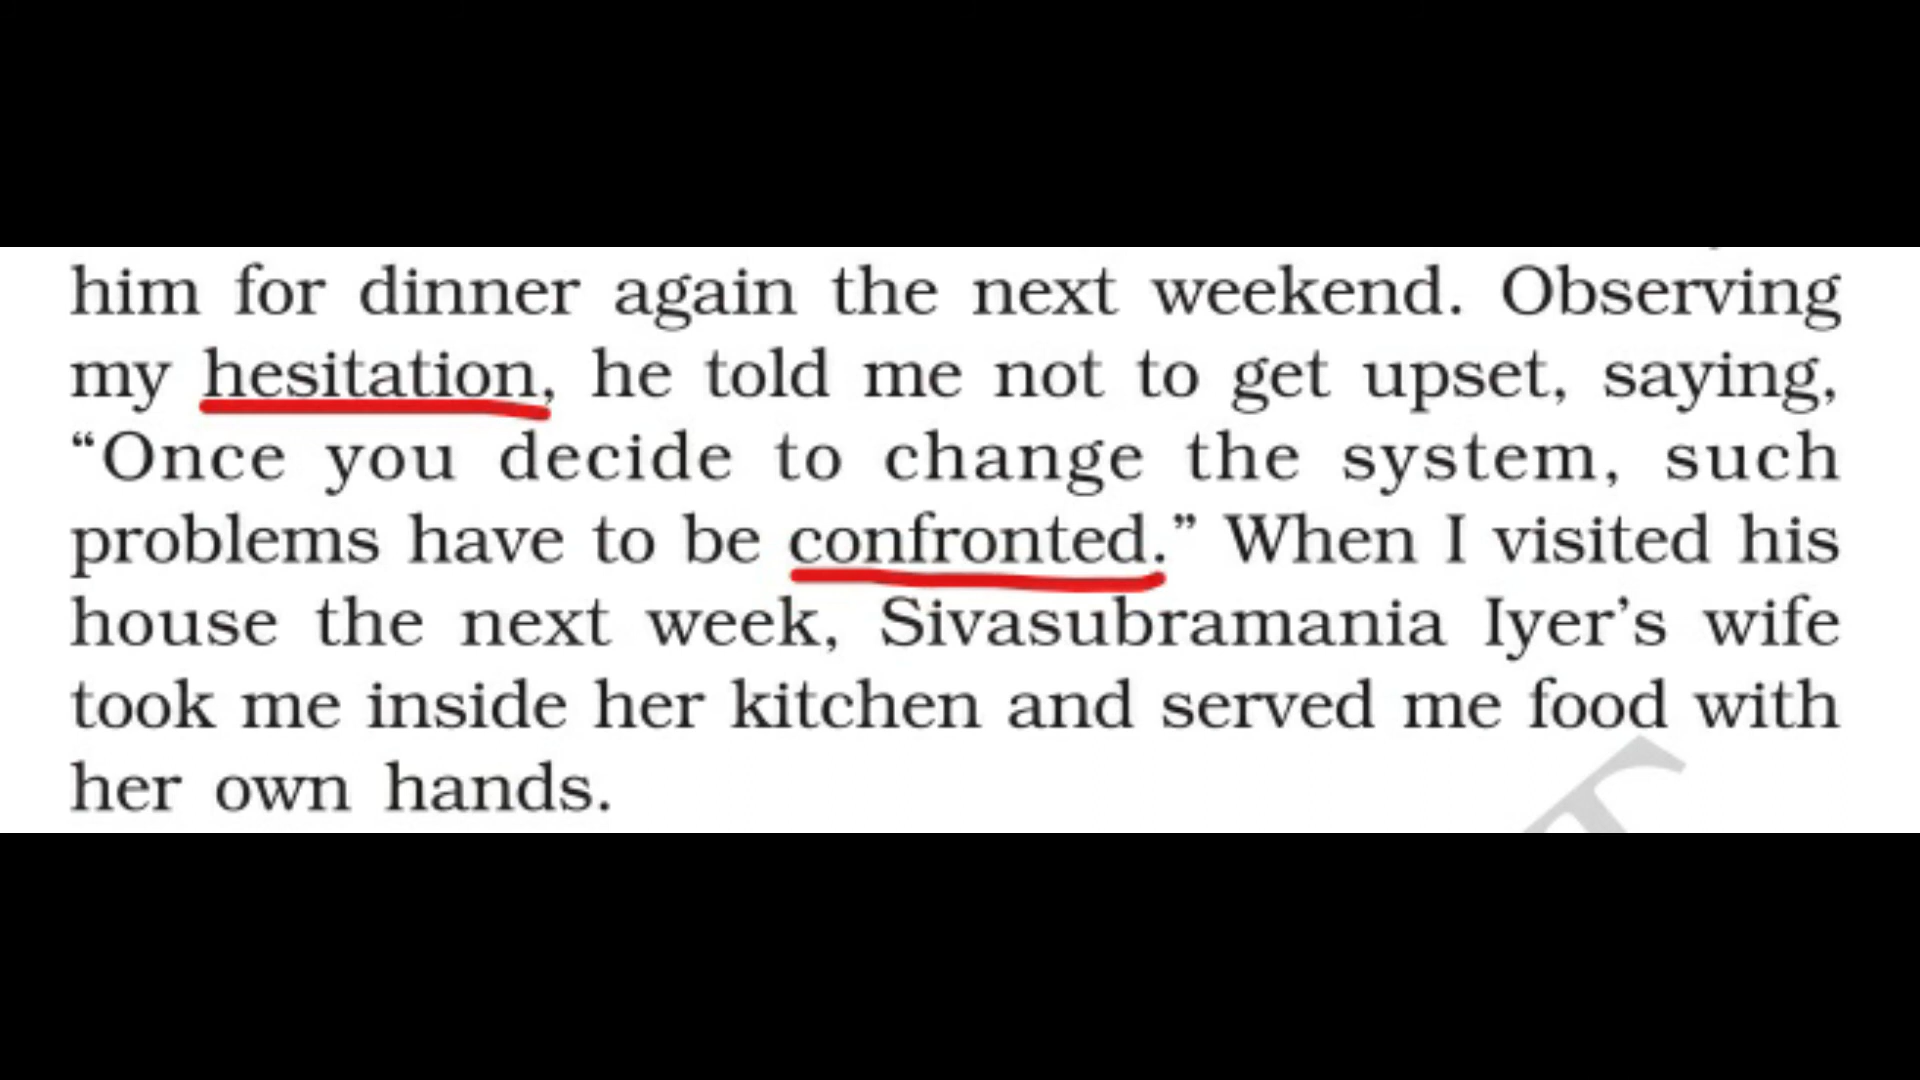 him for dinner again the next weekend. Observing
my hesitation, he told me not to get upset, saying,
“Once you decide to change the system, such
problems have to be confronted.” When I visited his
house the next week, Sivasubramania Iyer’s wife
took me inside her kitchen and served me food with
her own hands.